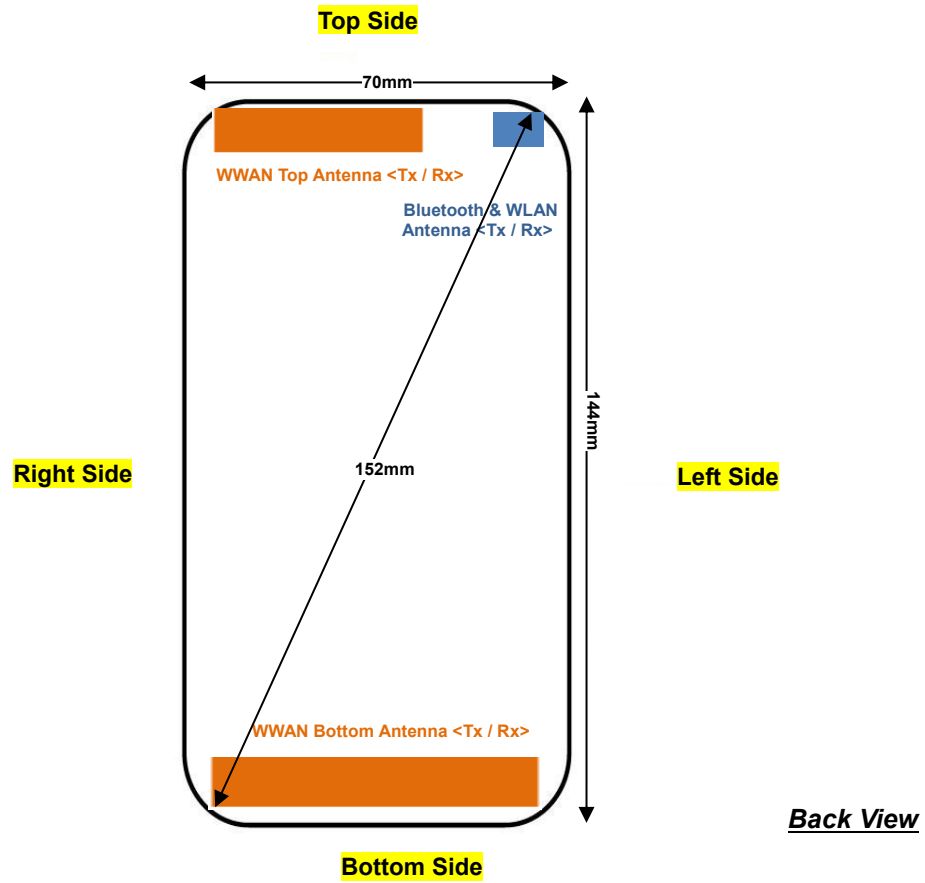 Top Side
70mm
WWAN Top Antenna <Tx / Rx>
Bluetooth & WLAN
Antenna <Tx / Rx>
144mm
Right Side
152mm
Left Side
WWAN Bottom Antenna <Tx / Rx>
Back View
Bottom Side